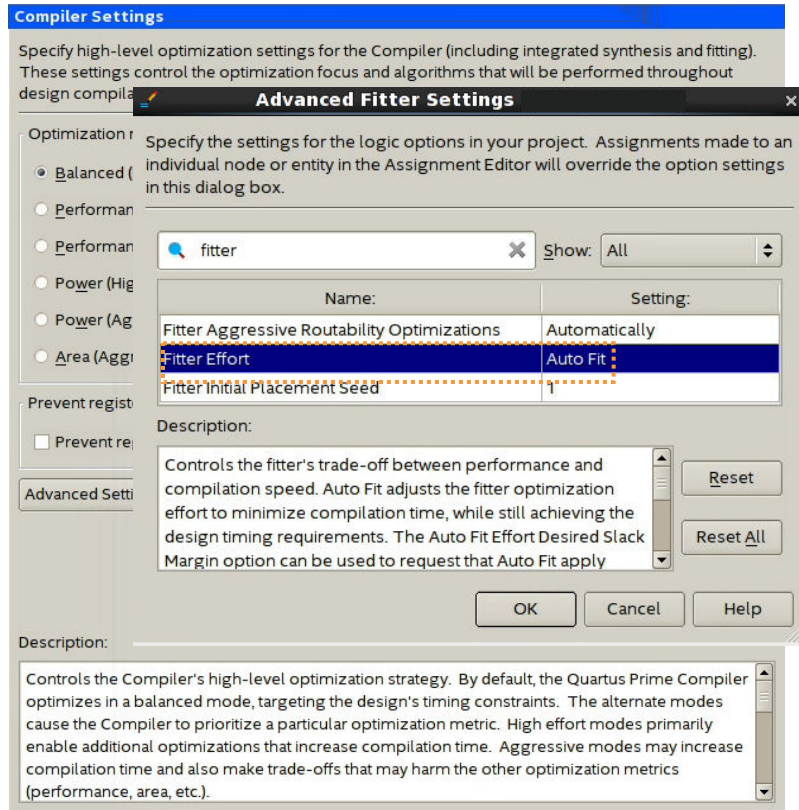 Compiler Settings
Specify high-level optimization settings for the Compiler (including integrated synthesis and fitting).
These settings control the optimization focus and algorithms that will be performed throughout
design compila
Advanced Fitter Settings
Specify the settings for the logic options in your project. Assignments made to an
individual node or entity in the Assignment Editor will override the option settings
in this dialog box.
Optimization
Balanced (
Performan
Performan
Power (Hig
Power (Ag
Area (Aggr
Prevent regist
Prevent re
Advanced Setti
fitter
Show: All
Name: Setting:
Fitter Aggressive Routability Optimizations Automatically
Fitter Effort Auto Fit
Fitter Initial Placement Seed 1
Description:
Controls the fitter's trade-off between performance and
compilation speed. Auto Fit adjusts the fitter optimization
effort to minimize compilation time, while still achieving the
design timing requirements. The Auto Fit Effort Desired Slack
Margin option can be used to request that Auto Fit apply
Reset
Reset All
OK Cancel Help
Description:
Controls the Compiler's high-level optimization strategy. By default, the Quartus Prime Compiler
optimizes in a balanced mode, targeting the design's timing constraints. The alternate modes
cause the Compiler to prioritize a particular optimization metric. High effort modes primarily
enable additional optimizations that increase compilation time. Aggressive modes may increase
compilation time and also make trade-offs that may harm the other optimization metrics
(performance, area, etc.).